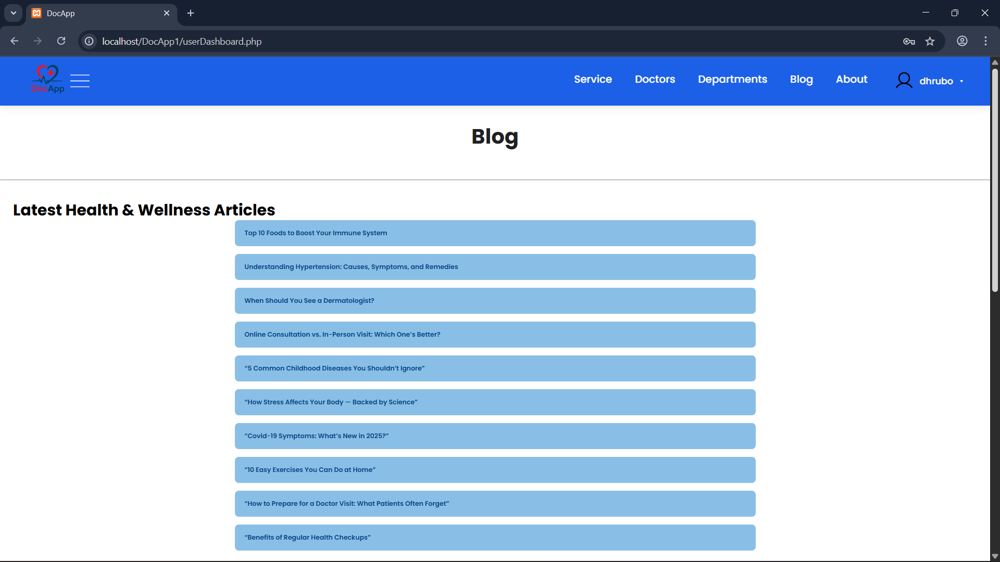 DocApp
localhost/DocApp1/userDashboard.php
DocApp
Service
Doctors
Departments
Blog
About
dhrubo
Blog
Latest Health & Wellness Articles
Top 10 Foods to Boost Your Immune System
Understanding Hypertension: Causes, Symptoms, and Remedies
When Should You See a Dermatologist?
Online Consultation vs. In-Person Visit: Which One’s Better?
“5 Common Childhood Diseases You Shouldn’t Ignore”
“How Stress Affects Your Body — Backed by Science”
“Covid-19 Symptoms: What’s New in 2025?”
“10 Easy Exercises You Can Do at Home”
“How to Prepare for a Doctor Visit: What Patients Often Forget”
“Benefits of Regular Health Checkups”